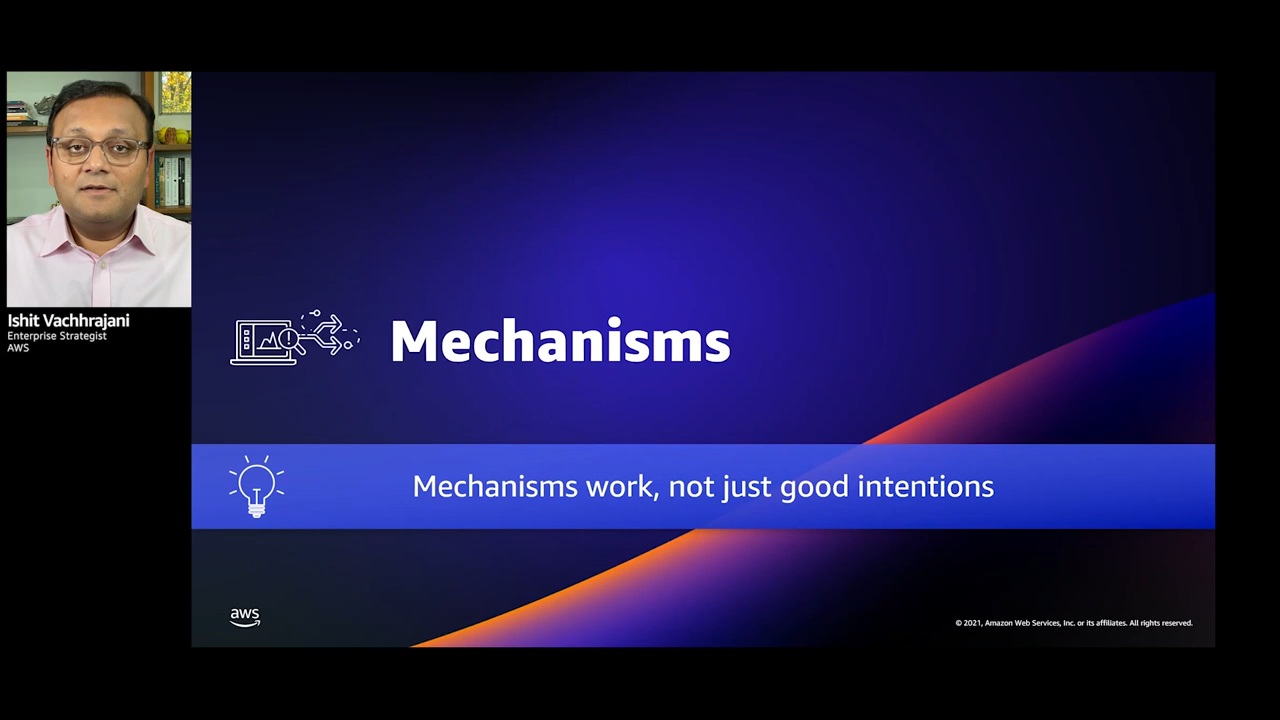 Ishit Vachhrajani
Enterprise Strategist
AWS
Mechanisms
Mechanisms work, not just good intentions
aws
© 2021, Amazon Web Services, Inc. or its affiliates. All rights reserved.